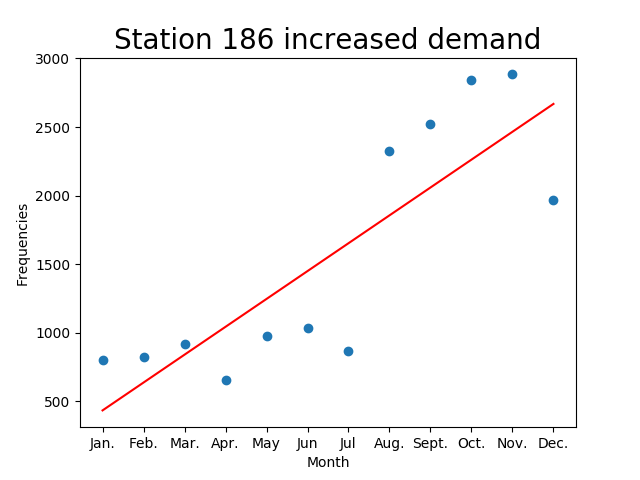 Station 186 increased demand
3000
2500
2000
1500
1000
500
Frequencies
Jan. Feb. Mar. Apr. May Jun Jul Aug. Sept. Oct. Nov. Dec.
Month